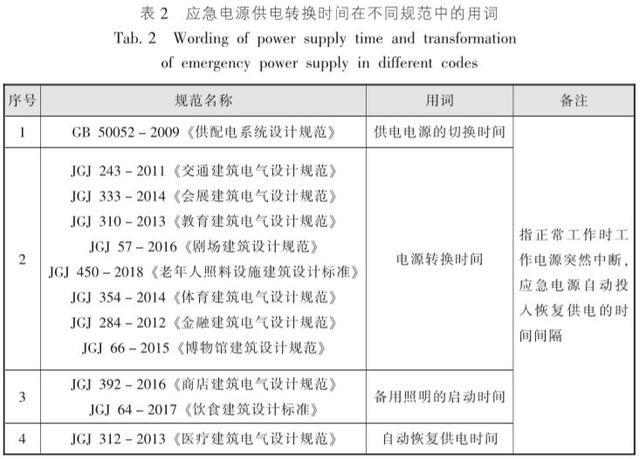 表 2 应急电源供电转换时间在不同规范中的用词
Tab. 2 Wording of power supply time and transformation
of emergency power supply in different codes
序号 规范名称 用词 备注
1 GB 50052－2009《供配电系统设计规范》 供电电源的切换时间
2
JGJ 243－2011《交通建筑电气设计规范》
JGJ 333－2014《会展建筑电气设计规范》
JGJ 310－2013《教育建筑电气设计规范》
JGJ 57－2016《剧场建筑设计规范》
JGJ 450－2018《老年人照料设施建筑设计标准》
JGJ 354－2014《体育建筑电气设计规范》
JGJ 284－2012《金融建筑电气设计规范》
JGJ 66－2015《博物馆建筑设计规范》
电源转换时间
3
JGJ 392－2016《商店建筑电气设计规范》
JGJ 64－2017《饮食建筑设计标准》
备用照明的启动时间
4 JGJ 312－2013《医疗建筑电气设计规范》 自动恢复供电时间
指正常工作时工
作电源突然中断，
应急电源自动投
入恢复供电的时
间间隔